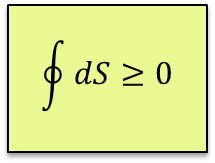 ∮ dS ≥ 0